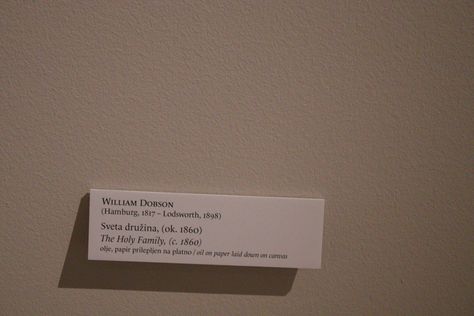 WILLIAM DOBSON
(Hamburg, 1817 – Lodsworth, 1898)
Sveta družina, (ok. 1860)
The Holy Family, (c. 1860)
olje, papir prilepljen na platno / oil on paper laid down on canvas